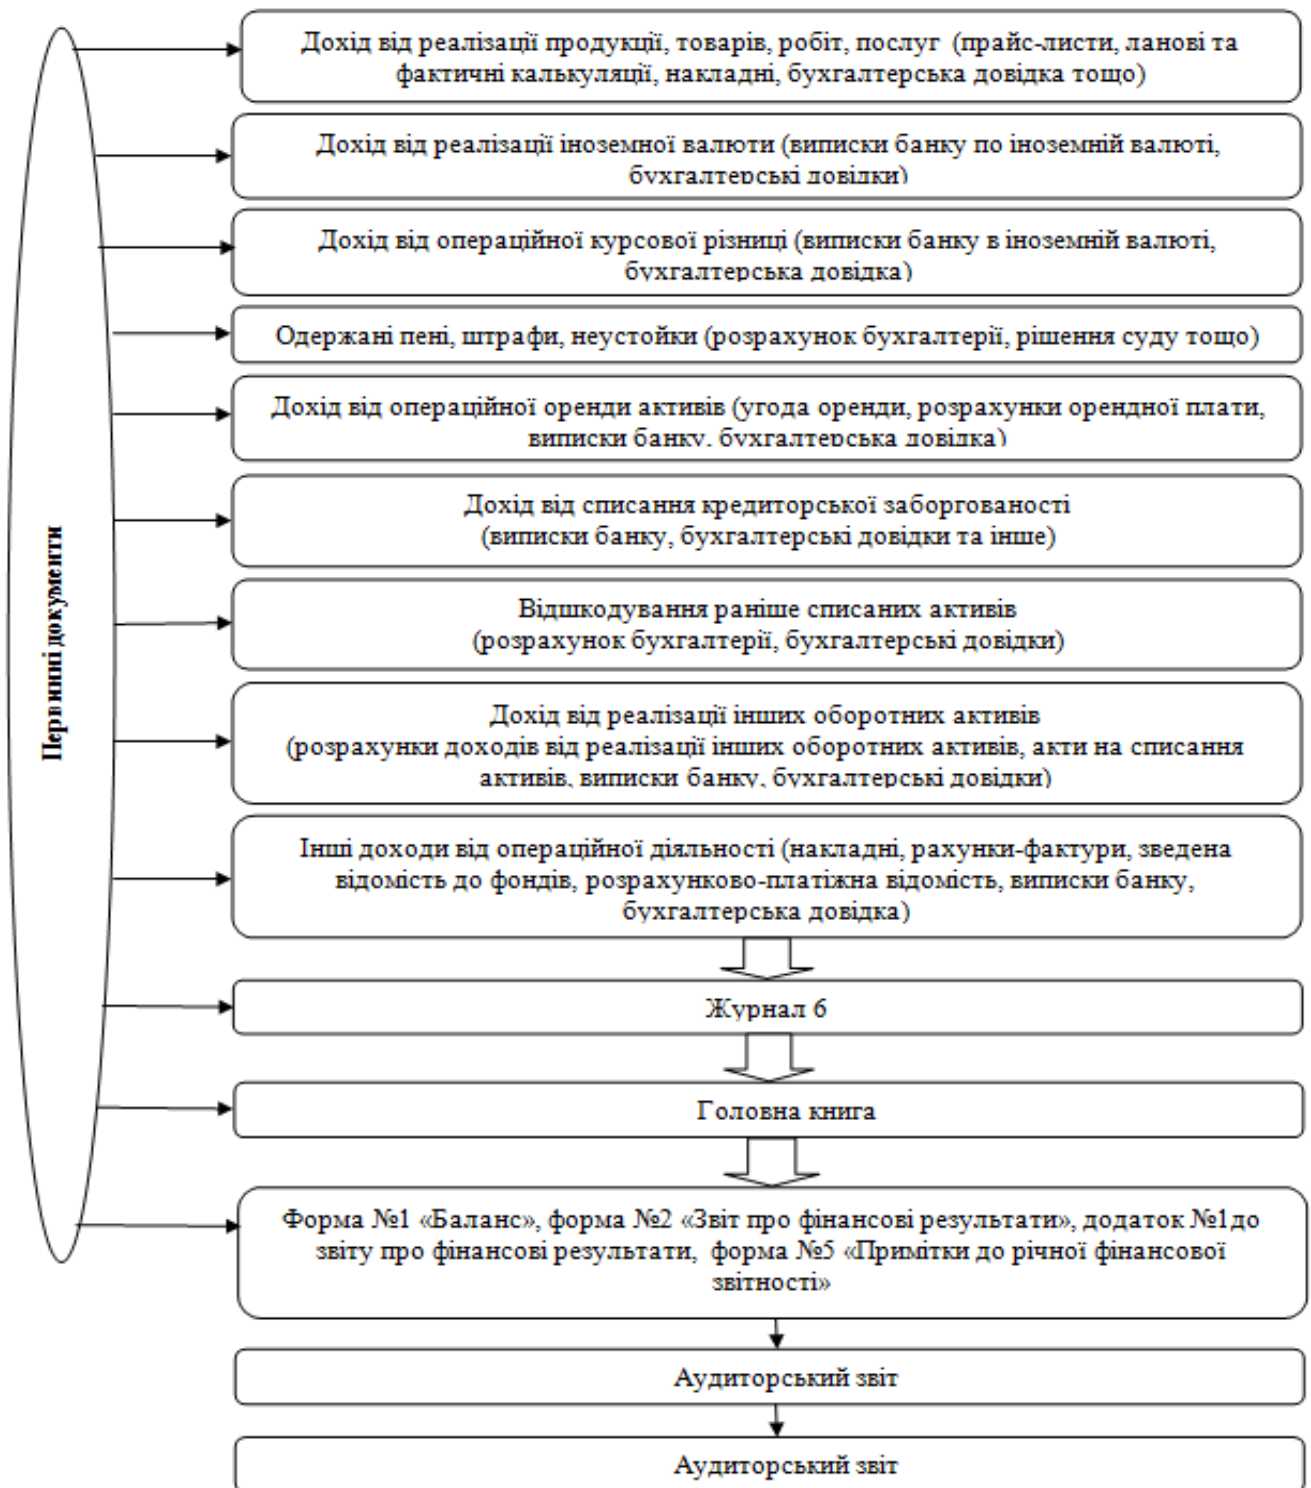 Дохід від реалізації продукції, товарів, робіт, послуг (прайс-листи, ланові та
фактичні калькуляції, накладні, бухгалтерська довідка тощо)
Дохід від реалізації іноземної валюти (виписки банку по іноземній валюті,
бухгалтерські довідки)
Дохід від операційної курсової різниці (виписки банку в іноземній валюті,
бухгалтерська довідка)
Одержані пені, штрафи, неустойки (розрахунок бухгалтерії, рішення суду тощо)
Дохід від операційної оренди активів (угода оренди, розрахунки орендної плати,
виписки банку, бухгалтерська довідка)
Дохід від списання кредиторської заборгованості
(виписки банку, бухгалтерські довідки та інше)
Первинні документи
Відшкодування раніше списаних активів
(розрахунок бухгалтерії, бухгалтерські довідки)
Дохід від реалізації інших оборотних активів
(розрахунки доходів від реалізації інших оборотних активів, акти на списання
активів, виписки банку, бухгалтерські довідки)
Інші доходи від операційної діяльності (накладні, рахунки-фактури, зведена
відомість до фондів, розрахунково-платіжна відомість, виписки банку,
бухгалтерська довідка)
Журнал 6
Головна книга
Форма №1 «Баланс», форма №2 «Звіт про фінансові результати», додаток №1до
звіту про фінансові результати, форма №5 «Примітки до річної фінансової
звітності»
Аудиторський звіт
Аудиторський звіт